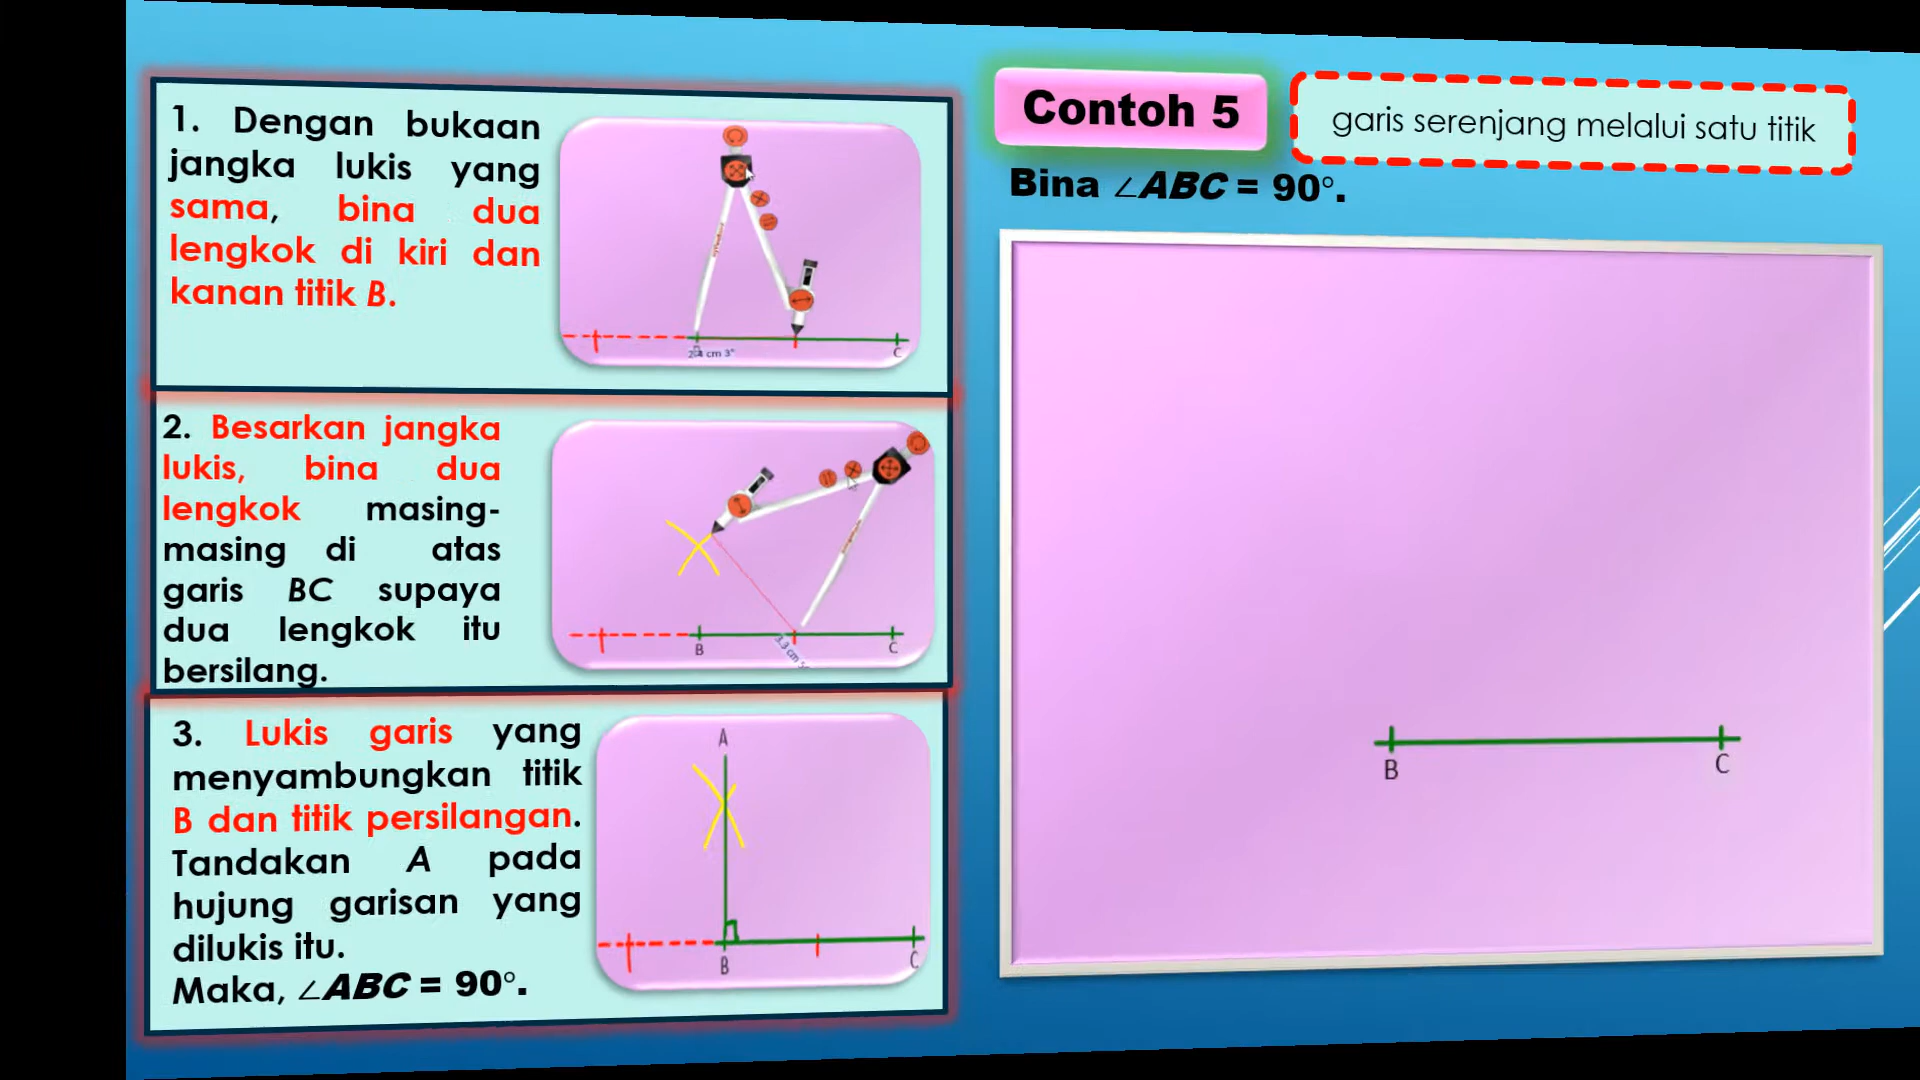 1. Dengan bukaan
jangka lukis yang
sama, bina dua
lengkok di kiri dan
kanan titik B.
C
2. Besarkan jangka
lukis, bina dua
lengkok masing-
masing di atas
garis BC supaya
dua lengkok itu
bersilang.
B
C
3. Lukis garis yang
menyambungkan titik
B dan titik persilangan.
Tandakan A pada
hujung garisan yang
dilukis itu.
Maka, ∠ABC = 90°.
A
B
C
Contoh 5
garis serenjang melalui satu titik
Bina ∠ABC = 90°.
B
C